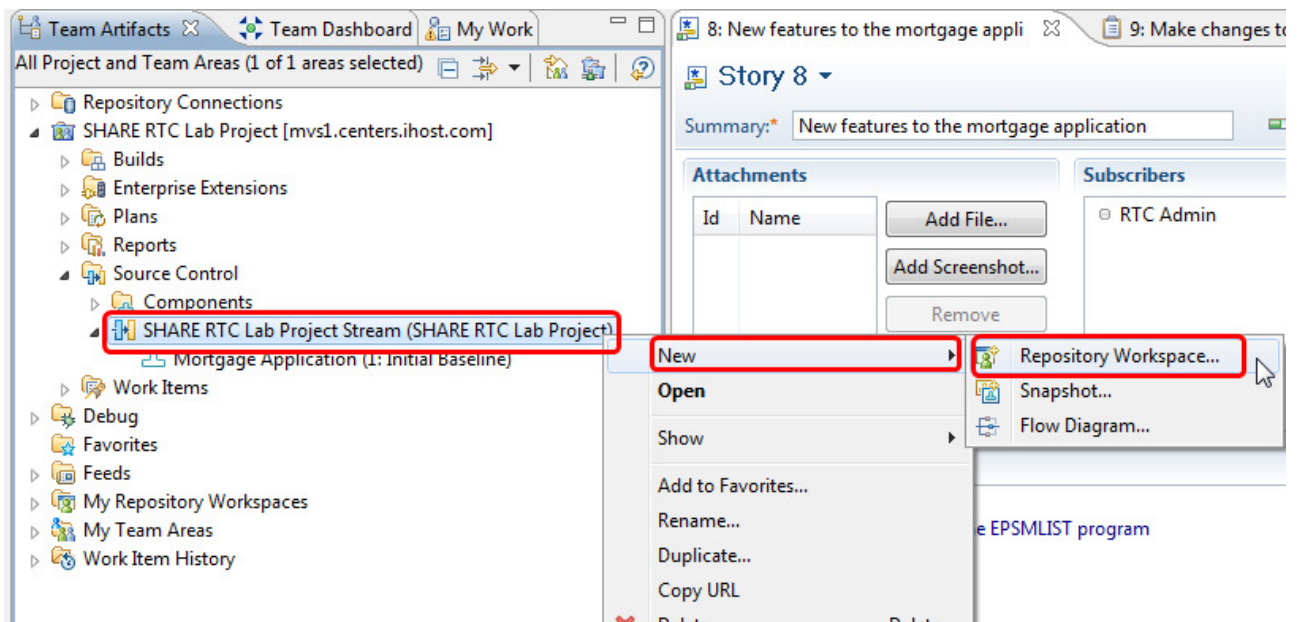 Team Artifacts
Team Dashboard
My Work
All Project and Team Areas (1 of 1 areas selected)
Repository Connections
SHARE RTC Lab Project [mvs1.centers.ihost.com]
Builds
Enterprise Extensions
Plans
Reports
Source Control
Components
SHARE RTC Lab Project Stream (SHARE RTC Lab Project)
Mortgage Application (1: Initial Baseline)
Work Items
Debug
Favorites
Feeds
My Repository Workspaces
My Team Areas
Work Item History
8: New features to the mortgage appli
9: Make changes to
Story 8
Summary:* New features to the mortgage application
Attachments
Id Name
Add File...
Add Screenshot...
Remove
Subscribers
RTC Admin
New
Open
Show
Add to Favorites...
Rename...
Duplicate...
Copy URL
Repository Workspace...
Snapshot...
Flow Diagram...
e EPSMLIST program